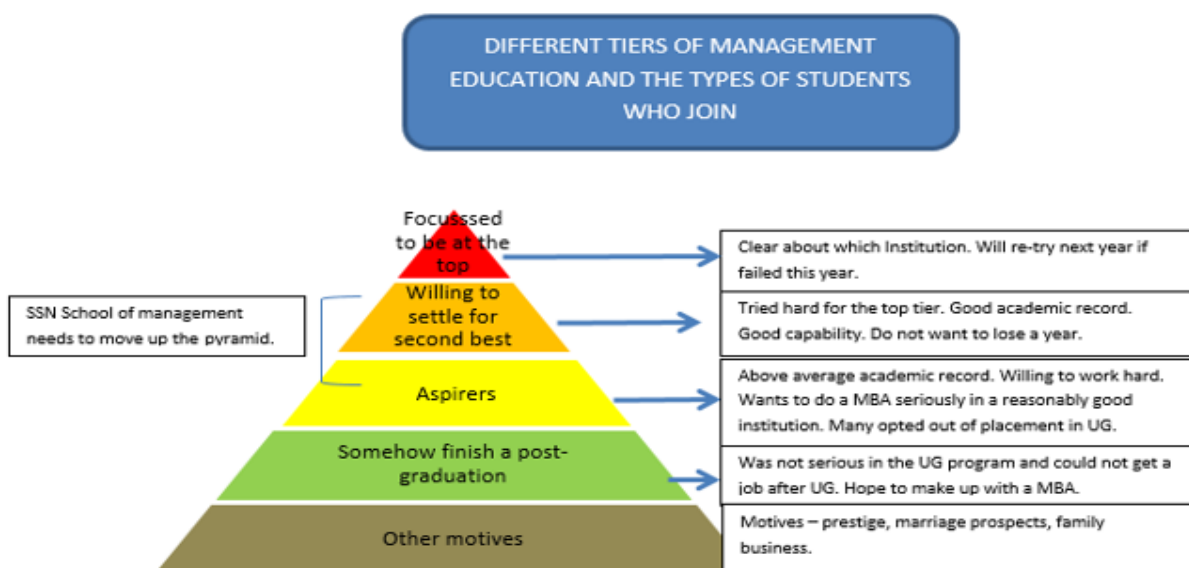 DIFFERENT TIERS OF MANAGEMENT
EDUCATION AND THE TYPES OF STUDENTS
WHO JOIN
Focusssed
to be at the
top
Clear about which Institution. Will re-try next year if
failed this year.
SSN School of management
needs to move up the pyramid.
Willing to
settle for
second best
Tried hard for the top tier. Good academic record.
Good capability. Do not want to lose a year.
Aspirers
Above average academic record. Willing to work hard.
Wants to do a MBA seriously in a reasonably good
institution. Many opted out of placement in UG.
Somehow finish a post-
graduation
Was not serious in the UG program and could not get a
job after UG. Hope to make up with a MBA.
Other motives
Motives – prestige, marriage prospects, family
business.